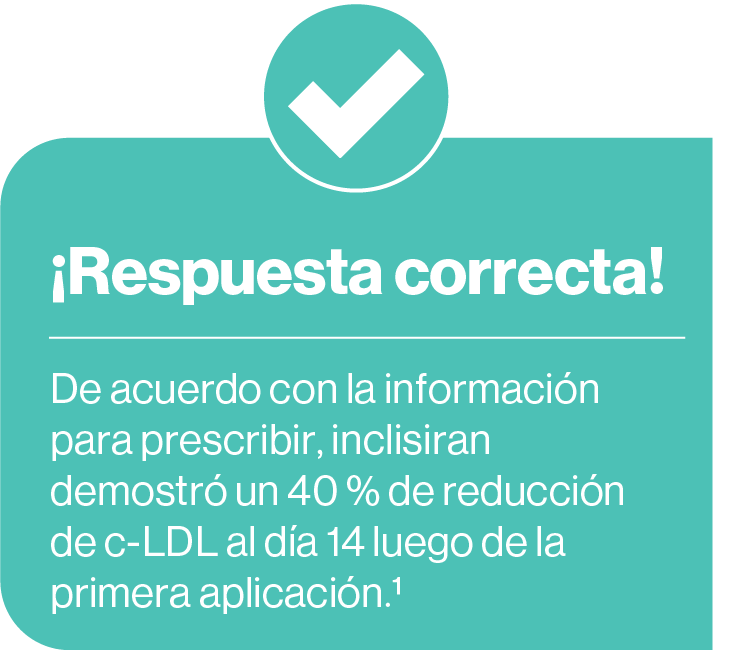 ¡Respuesta correcta!
De acuerdo con la información
para prescribir, inclisiran
demostró un 40 % de reducción
de c-LDL al día 14 luego de la
primera aplicación.¹